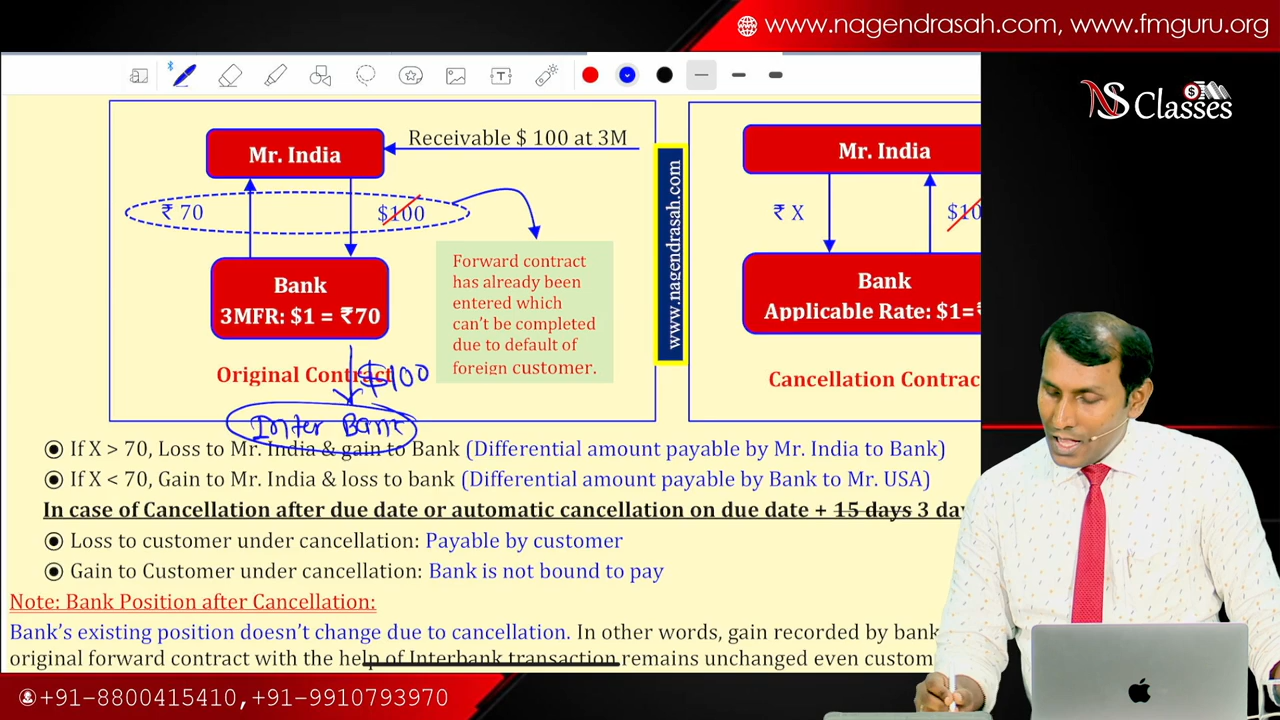 www.nagendrasah.com, www.fmguru.org
NS Classes
Mr. India
Receivable $ 100 at 3M
₹ 70
$100
Bank
3MFR: $1 = ₹70
Original Contract
$100
Inter Bank
Forward contract
has already been
entered which
can't be completed
due to default of
foreign customer.
www.nagendrasah.com
Mr. India
₹ X
$10
Bank
Applicable Rate: $1=₹
Cancellation Contrac
◉ If X > 70, Loss to Mr. India & gain to Bank (Differential amount payable by Mr. India to Bank)
◉ If X < 70, Gain to Mr. India & loss to bank (Differential amount payable by Bank to Mr. USA)
In case of Cancellation after due date or automatic cancellation on due date + 15 days 3 day
◉ Loss to customer under cancellation: Payable by customer
◉ Gain to Customer under cancellation: Bank is not bound to pay
Note: Bank Position after Cancellation:
Bank's existing position doesn't change due to cancellation. In other words, gain recorded by bank
original forward contract with the help of Interbank transaction remains unchanged even custom
+91-8800415410,+91-9910793970